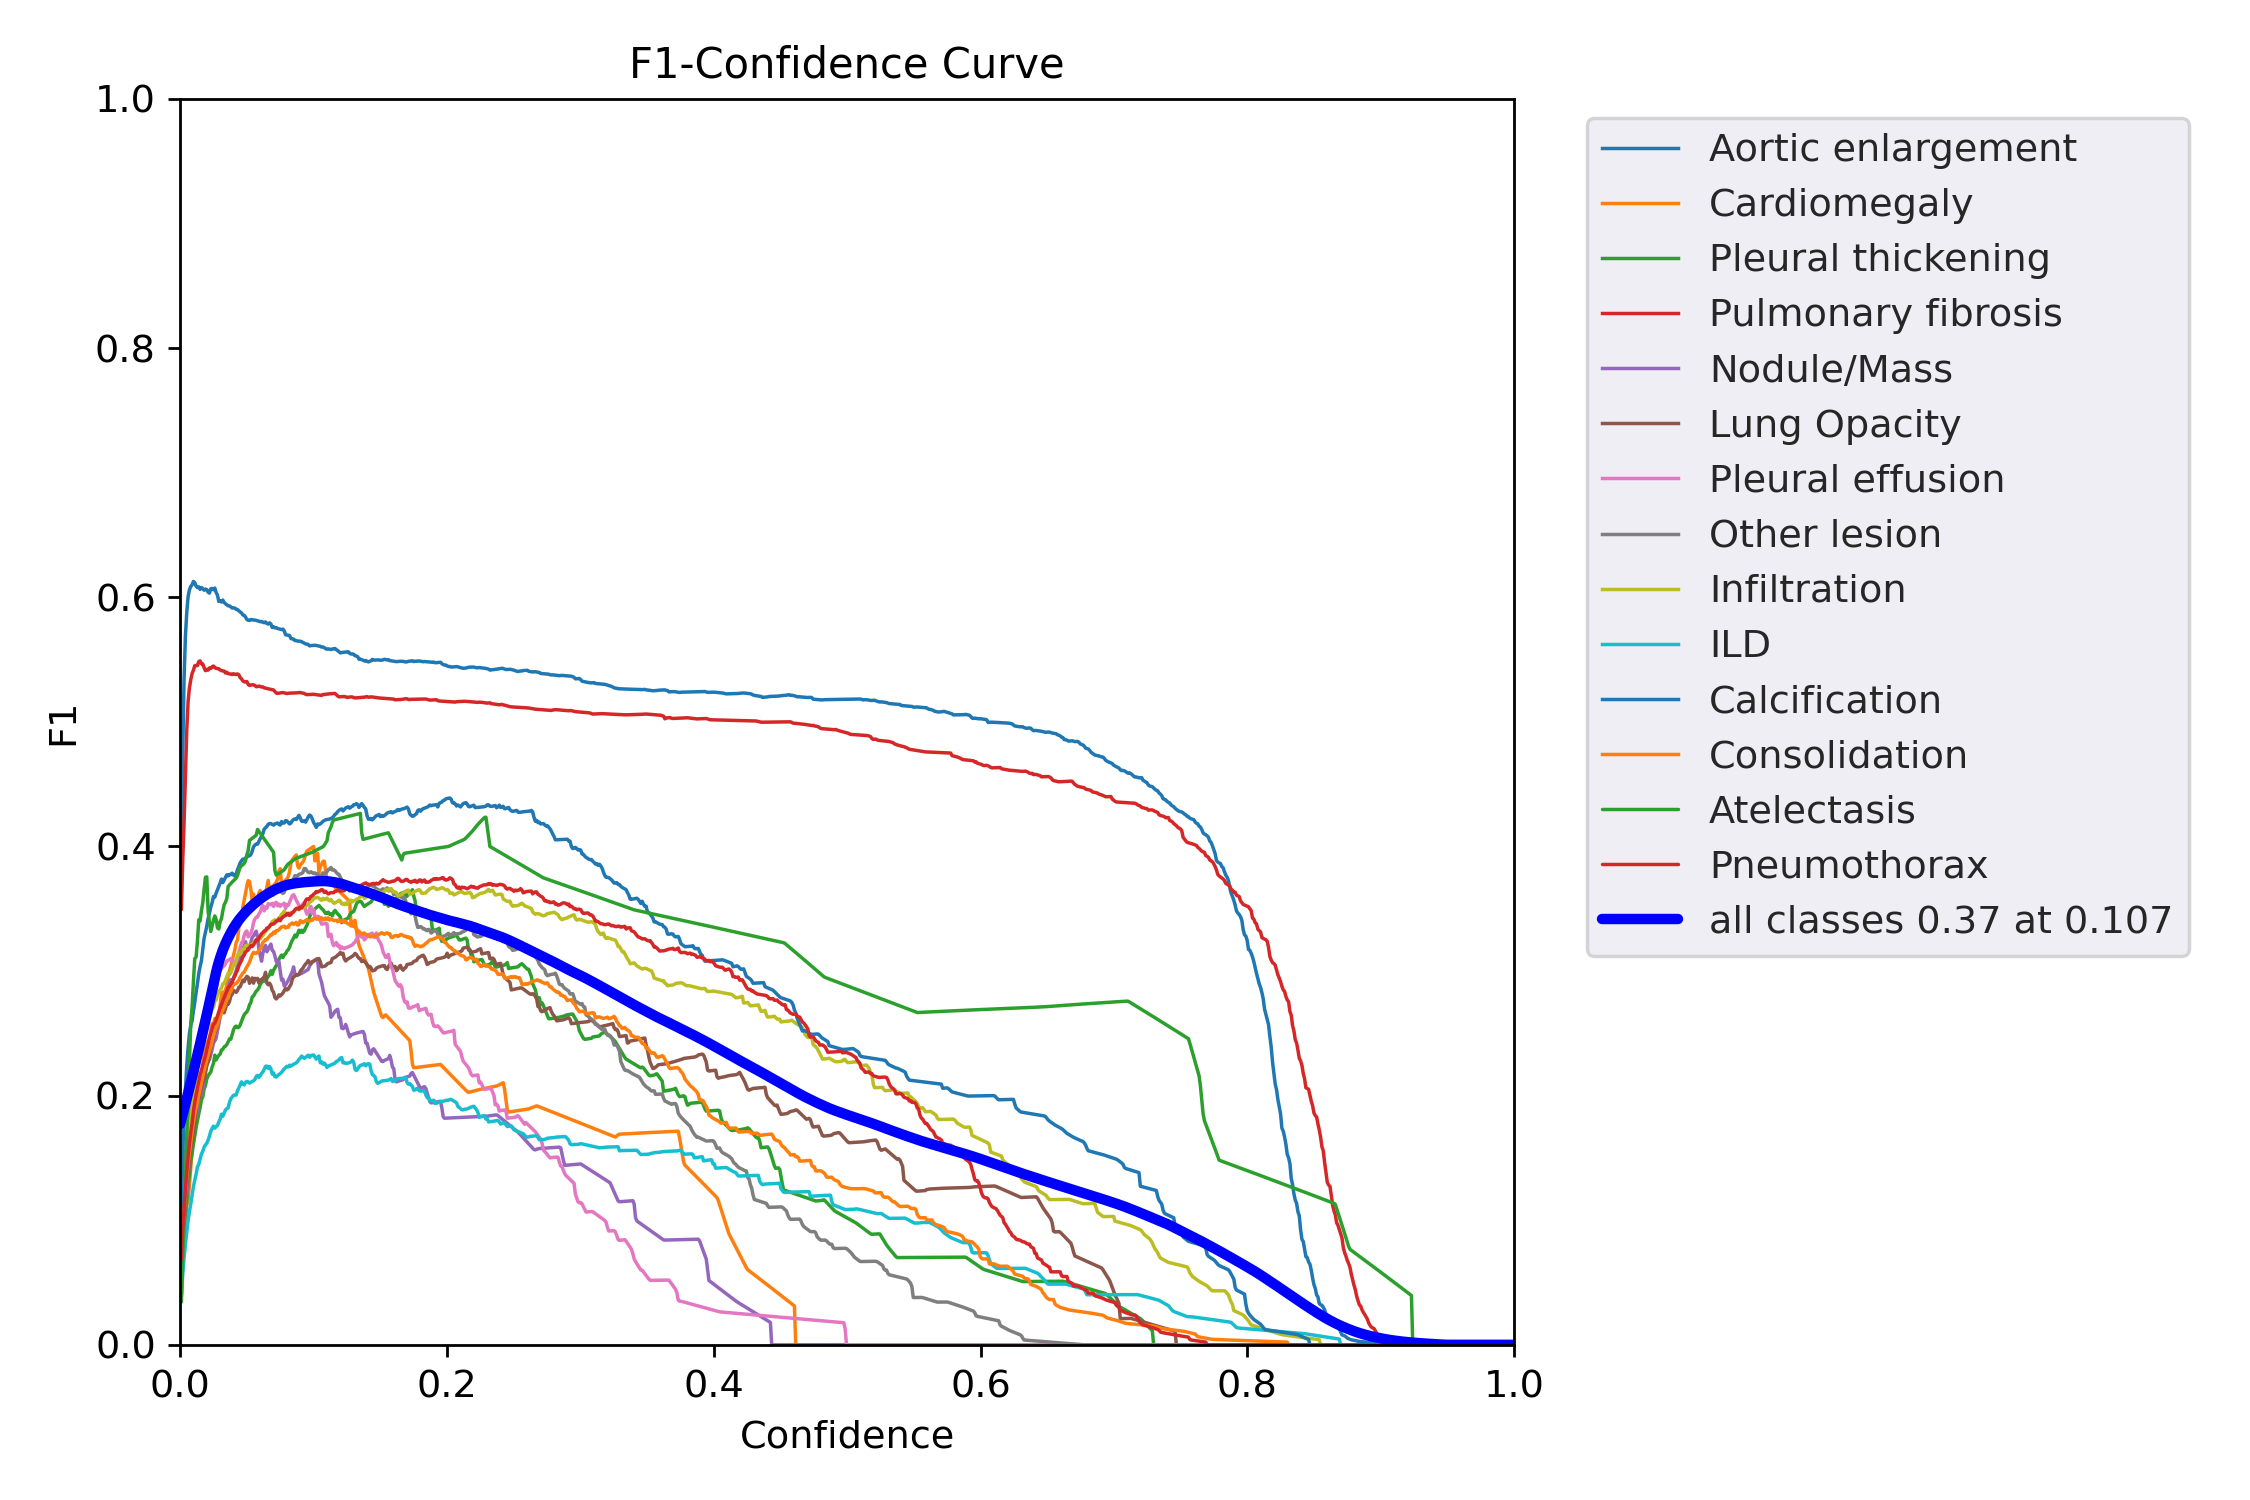 F1-Confidence Curve
1.0
0.8
0.6
0.4
0.2
0.0
F1
0.0 0.2 0.4 0.6 0.8 1.0
Confidence
Aortic enlargement
Cardiomegaly
Pleural thickening
Pulmonary fibrosis
Nodule/Mass
Lung Opacity
Pleural effusion
Other lesion
Infiltration
ILD
Calcification
Consolidation
Atelectasis
Pneumothorax
all classes 0.37 at 0.107